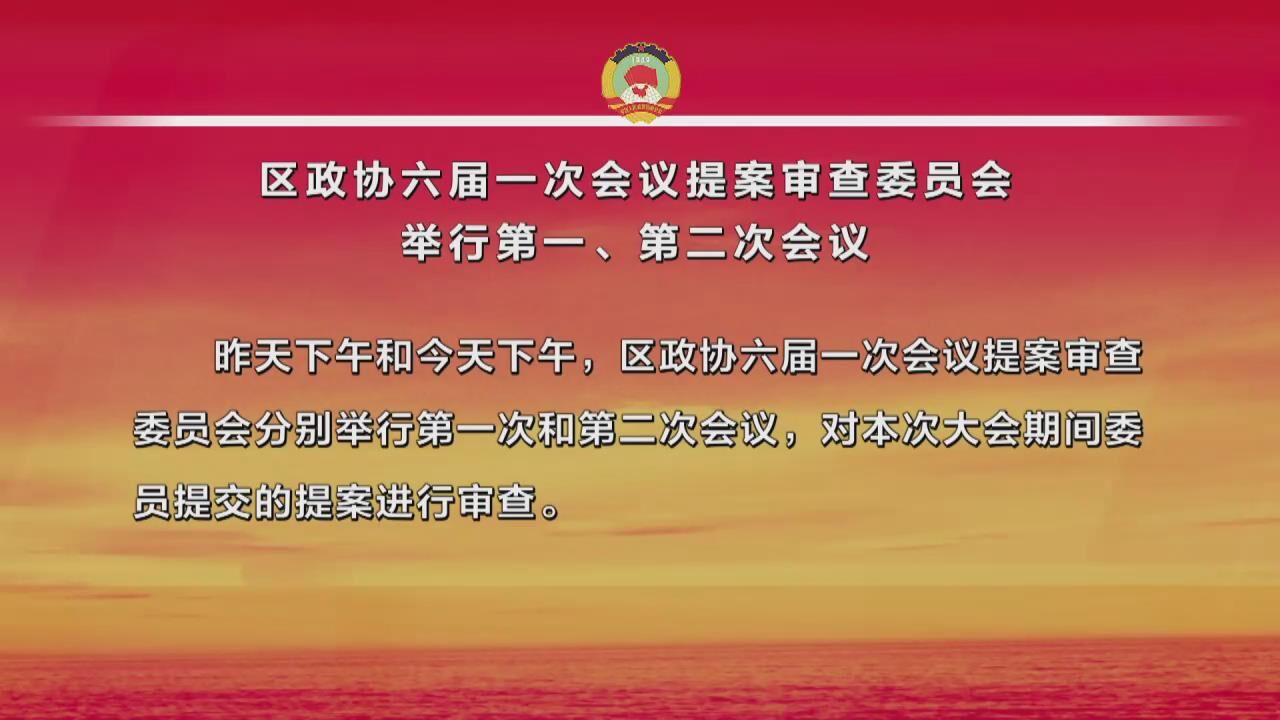 1949
区政协六届一次会议提案审查委员会
举行第一、第二次会议
昨天下午和今天下午，区政协六届一次会议提案审查
委员会分别举行第一次和第二次会议，对本次大会期间委
员提交的提案进行审查。